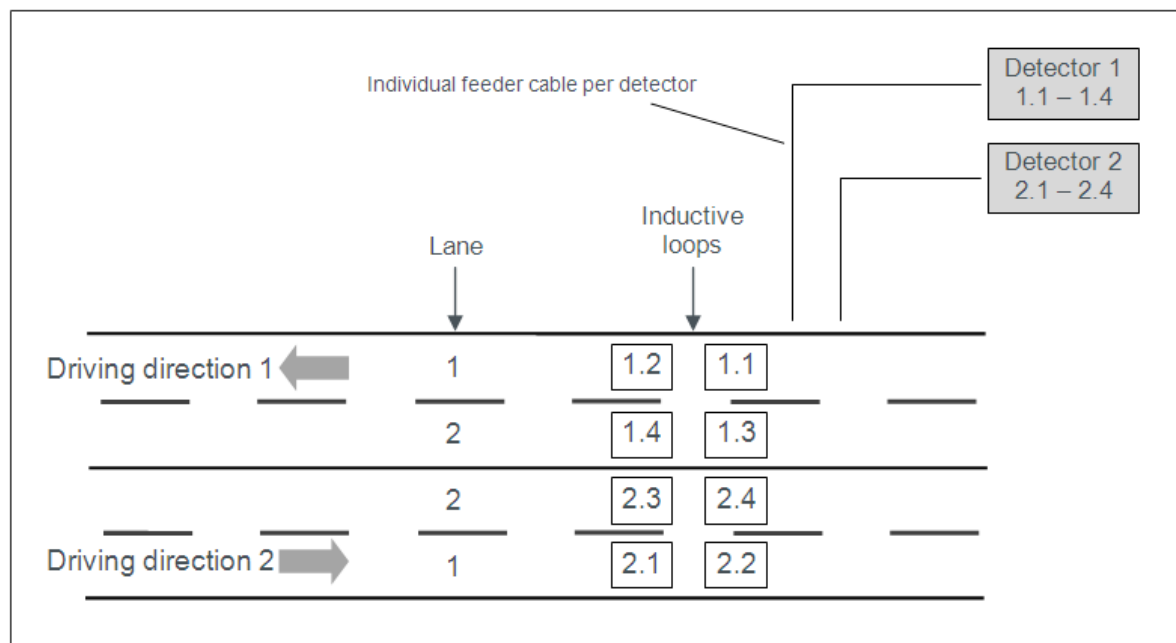 Individual feeder cable per detector
Detector 1
1.1 – 1.4
Detector 2
2.1 – 2.4
Inductive
loops
Lane
Driving direction 1
1
1.2
1.1
2
1.4
1.3
2
2.3
2.4
Driving direction 2
1
2.1
2.2